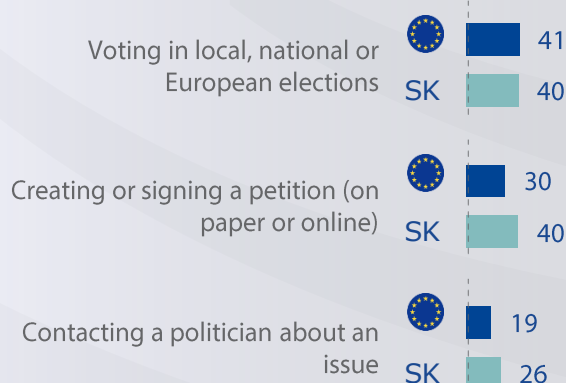 Voting in local, national or
European elections
41
SK 40
Creating or signing a petition (on
paper or online)
30
SK 40
Contacting a politician about an
issue
19
SK 26